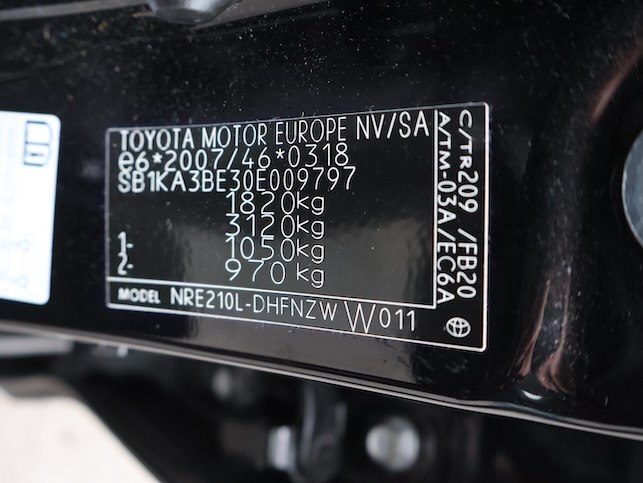 TOYOTA MOTOR EUROPE NV/SA
e6*2007/46*0318
SB1KA3BE30E009797
1820kg
3120kg
1- 1050kg
2- 970 kg
MODEL NRE210L-DHFNZW W011
C/TR209 /FB20
A/TM-03A/EC6A